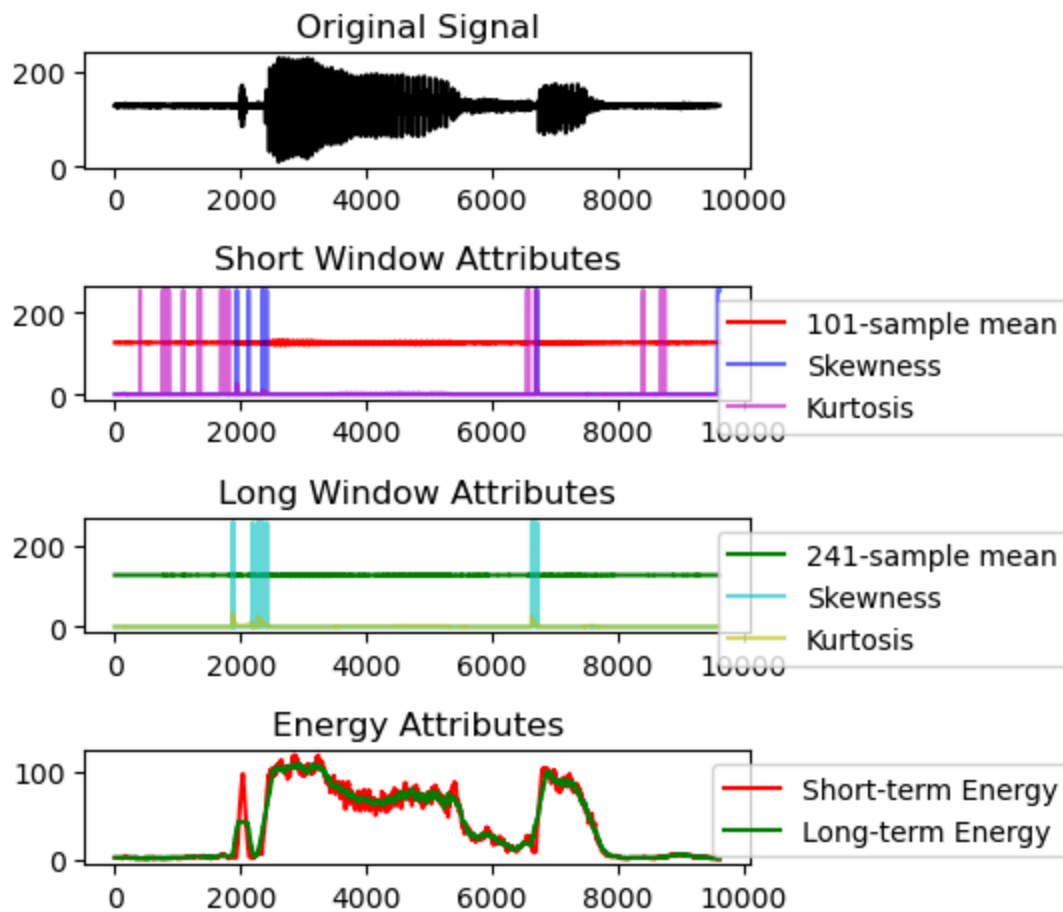 Original Signal
200
0
0 2000 4000 6000 8000 10000
Short Window Attributes
200
0
101-sample mean
Skewness
Kurtosis
0 2000 4000 6000 8000 10000
Long Window Attributes
200
0
241-sample mean
Skewness
Kurtosis
0 2000 4000 6000 8000 10000
Energy Attributes
100
0
Short-term Energy
Long-term Energy
0 2000 4000 6000 8000 10000